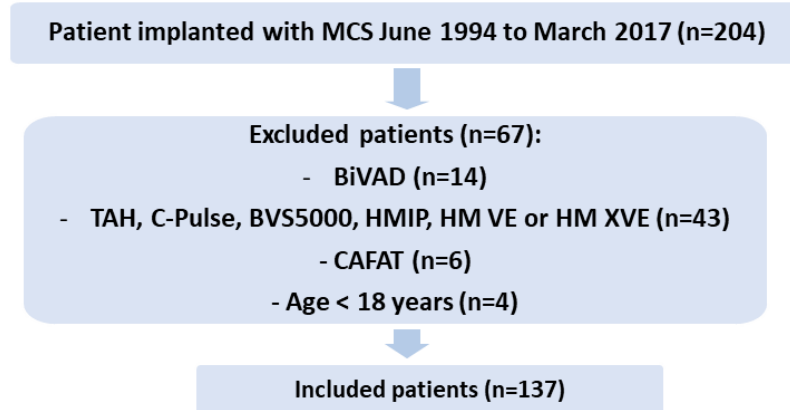 Patient implanted with MCS June 1994 to March 2017 (n=204)
Excluded patients (n=67):
- BiVAD (n=14)
- TAH, C-Pulse, BVS5000, HMIP, HM VE or HM XVE (n=43)
- CAFAT (n=6)
- Age < 18 years (n=4)
Included patients (n=137)